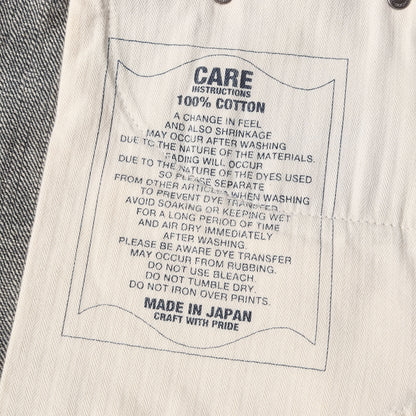 CARE
INSTRUCTIONS
100% COTTON
A CHANGE IN FEEL
AND ALSO SHRINKAGE
MAY OCCUR AFTER WASHING
DUE TO THE NATURE OF THE MATERIALS.
FADING WILL OCCUR
DUE TO THE NATURE OF THE DYES USED
SO PLEASE SEPARATE
FROM OTHER ARTICLES WHEN WASHING
TO PREVENT DYE TRANSFER
AVOID SOAKING OR KEEPING WET
FOR A LONG PERIOD OF TIME
AND AIR DRY IMMEDIATELY
AFTER WASHING.
PLEASE BE AWARE DYE TRANSFER
MAY OCCUR FROM RUBBING.
DO NOT USE BLEACH.
DO NOT TUMBLE DRY.
DO NOT IRON OVER PRINTS.
MADE IN JAPAN
CRAFT WITH PRIDE